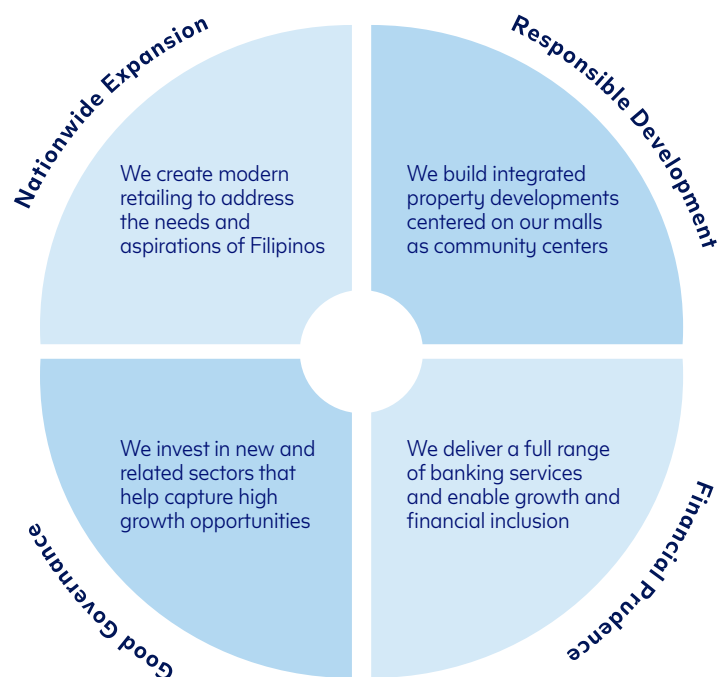 Nationwide Expansion
We create modern
retailing to address
the needs and
aspirations of Filipinos
Responsible Development
We build integrated
property developments
centered on our malls
as community centers
Good Governance
We invest in new and
related sectors that
help capture high
growth opportunities
Financial Prudence
We deliver a full range
of banking services
and enable growth and
financial inclusion